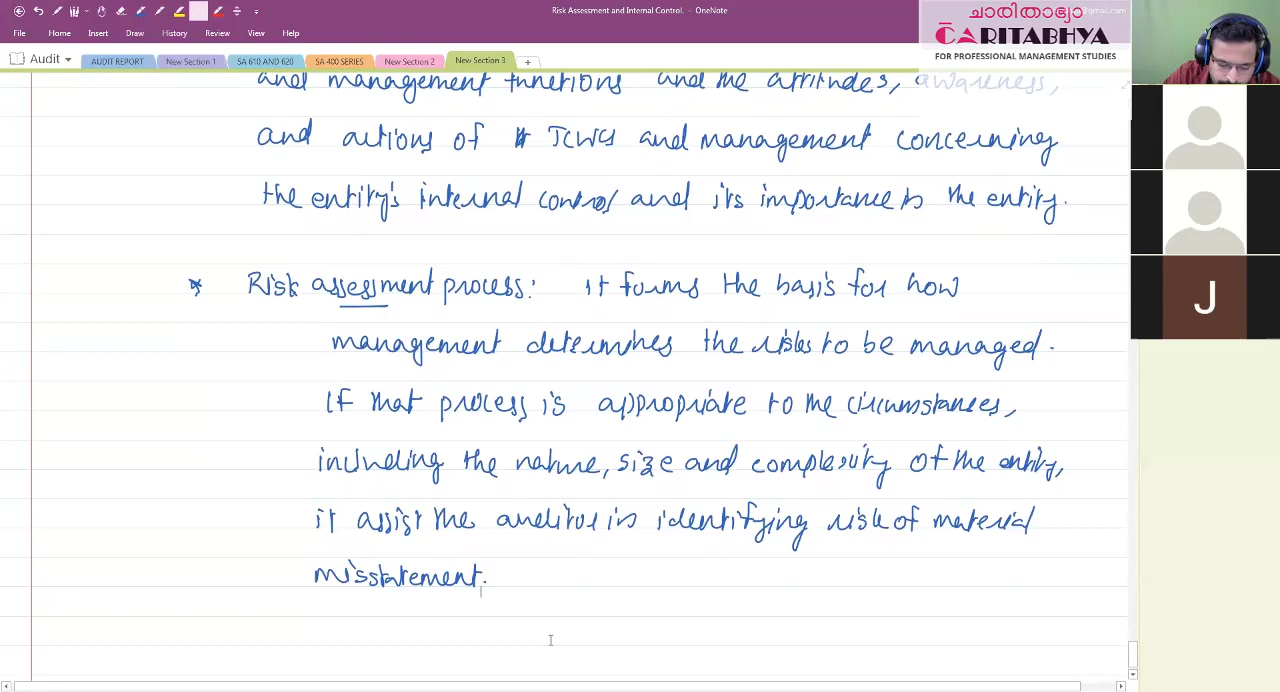 Risk Assessment and Internal Control. - OneNote
ചാരിതാഭ്യാ
CARITABHYA
FOR PROFESSIONAL MANAGEMENT STUDIES
File Home Insert Draw History Review View Help
Audit AUDIT REPORT New Section 1 SA 610 AND 620 SA 400 SERIES New Section 2 New Section 3 +
and management functions and the attitudes, awareness,
and actions of TCWG and management concerning
the entity's internal control and its importance to the entity.
* Risk assessment process: it forms the basis for how
management determines the risks to be managed.
If that process is appropriate to the circumstances,
including the nature, size and complexity of the entity,
it assist the auditor in identifying risk of material
misstatement.
J